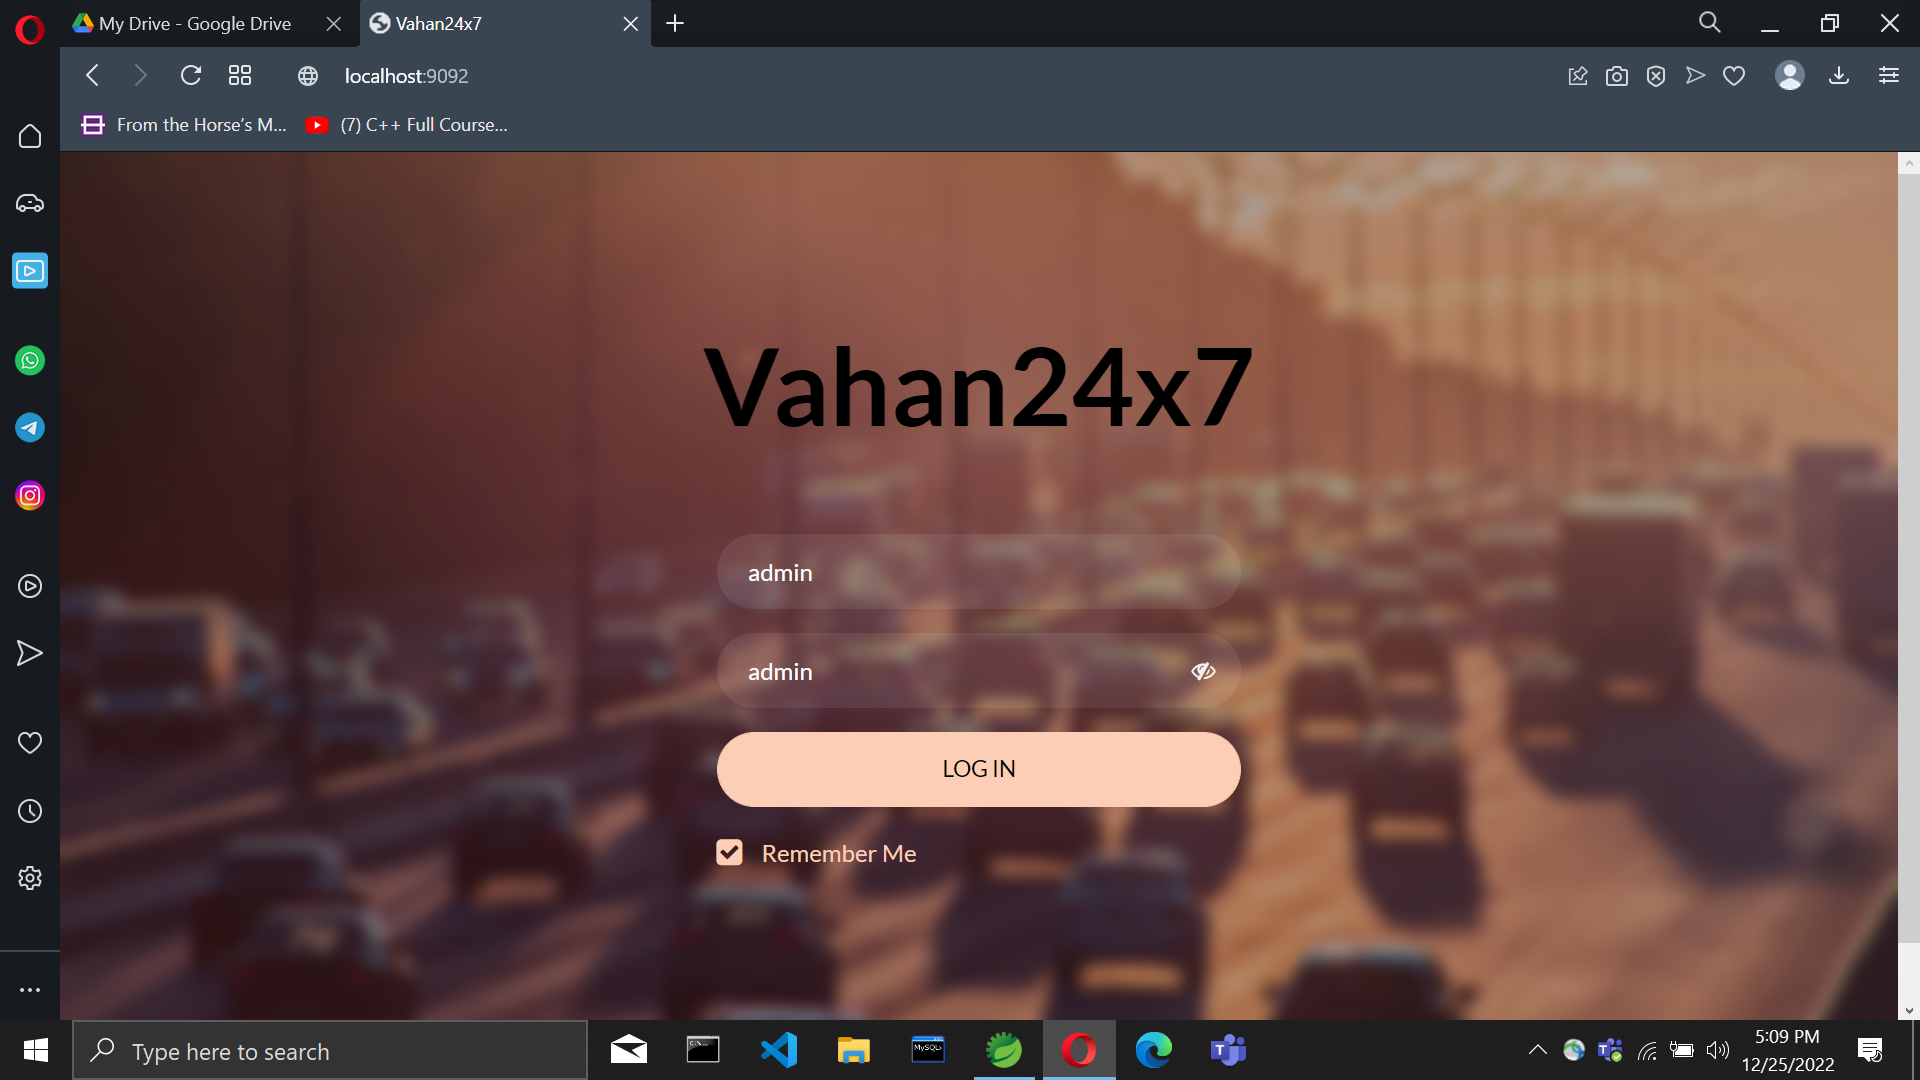 My Drive - Google Drive
Vahan24x7
localhost:9092
From the Horse's M...
(7) C++ Full Course...
Vahan24x7
admin
admin
LOG IN
Remember Me
Type here to search
5:09 PM
12/25/2022